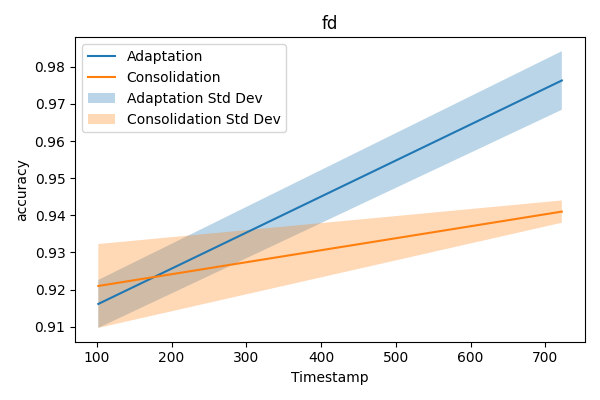 fd
Adaptation
Consolidation
Adaptation Std Dev
Consolidation Std Dev
accuracy
0.98
0.97
0.96
0.95
0.94
0.93
0.92
0.91
100 200 300 400 500 600 700
Timestamp